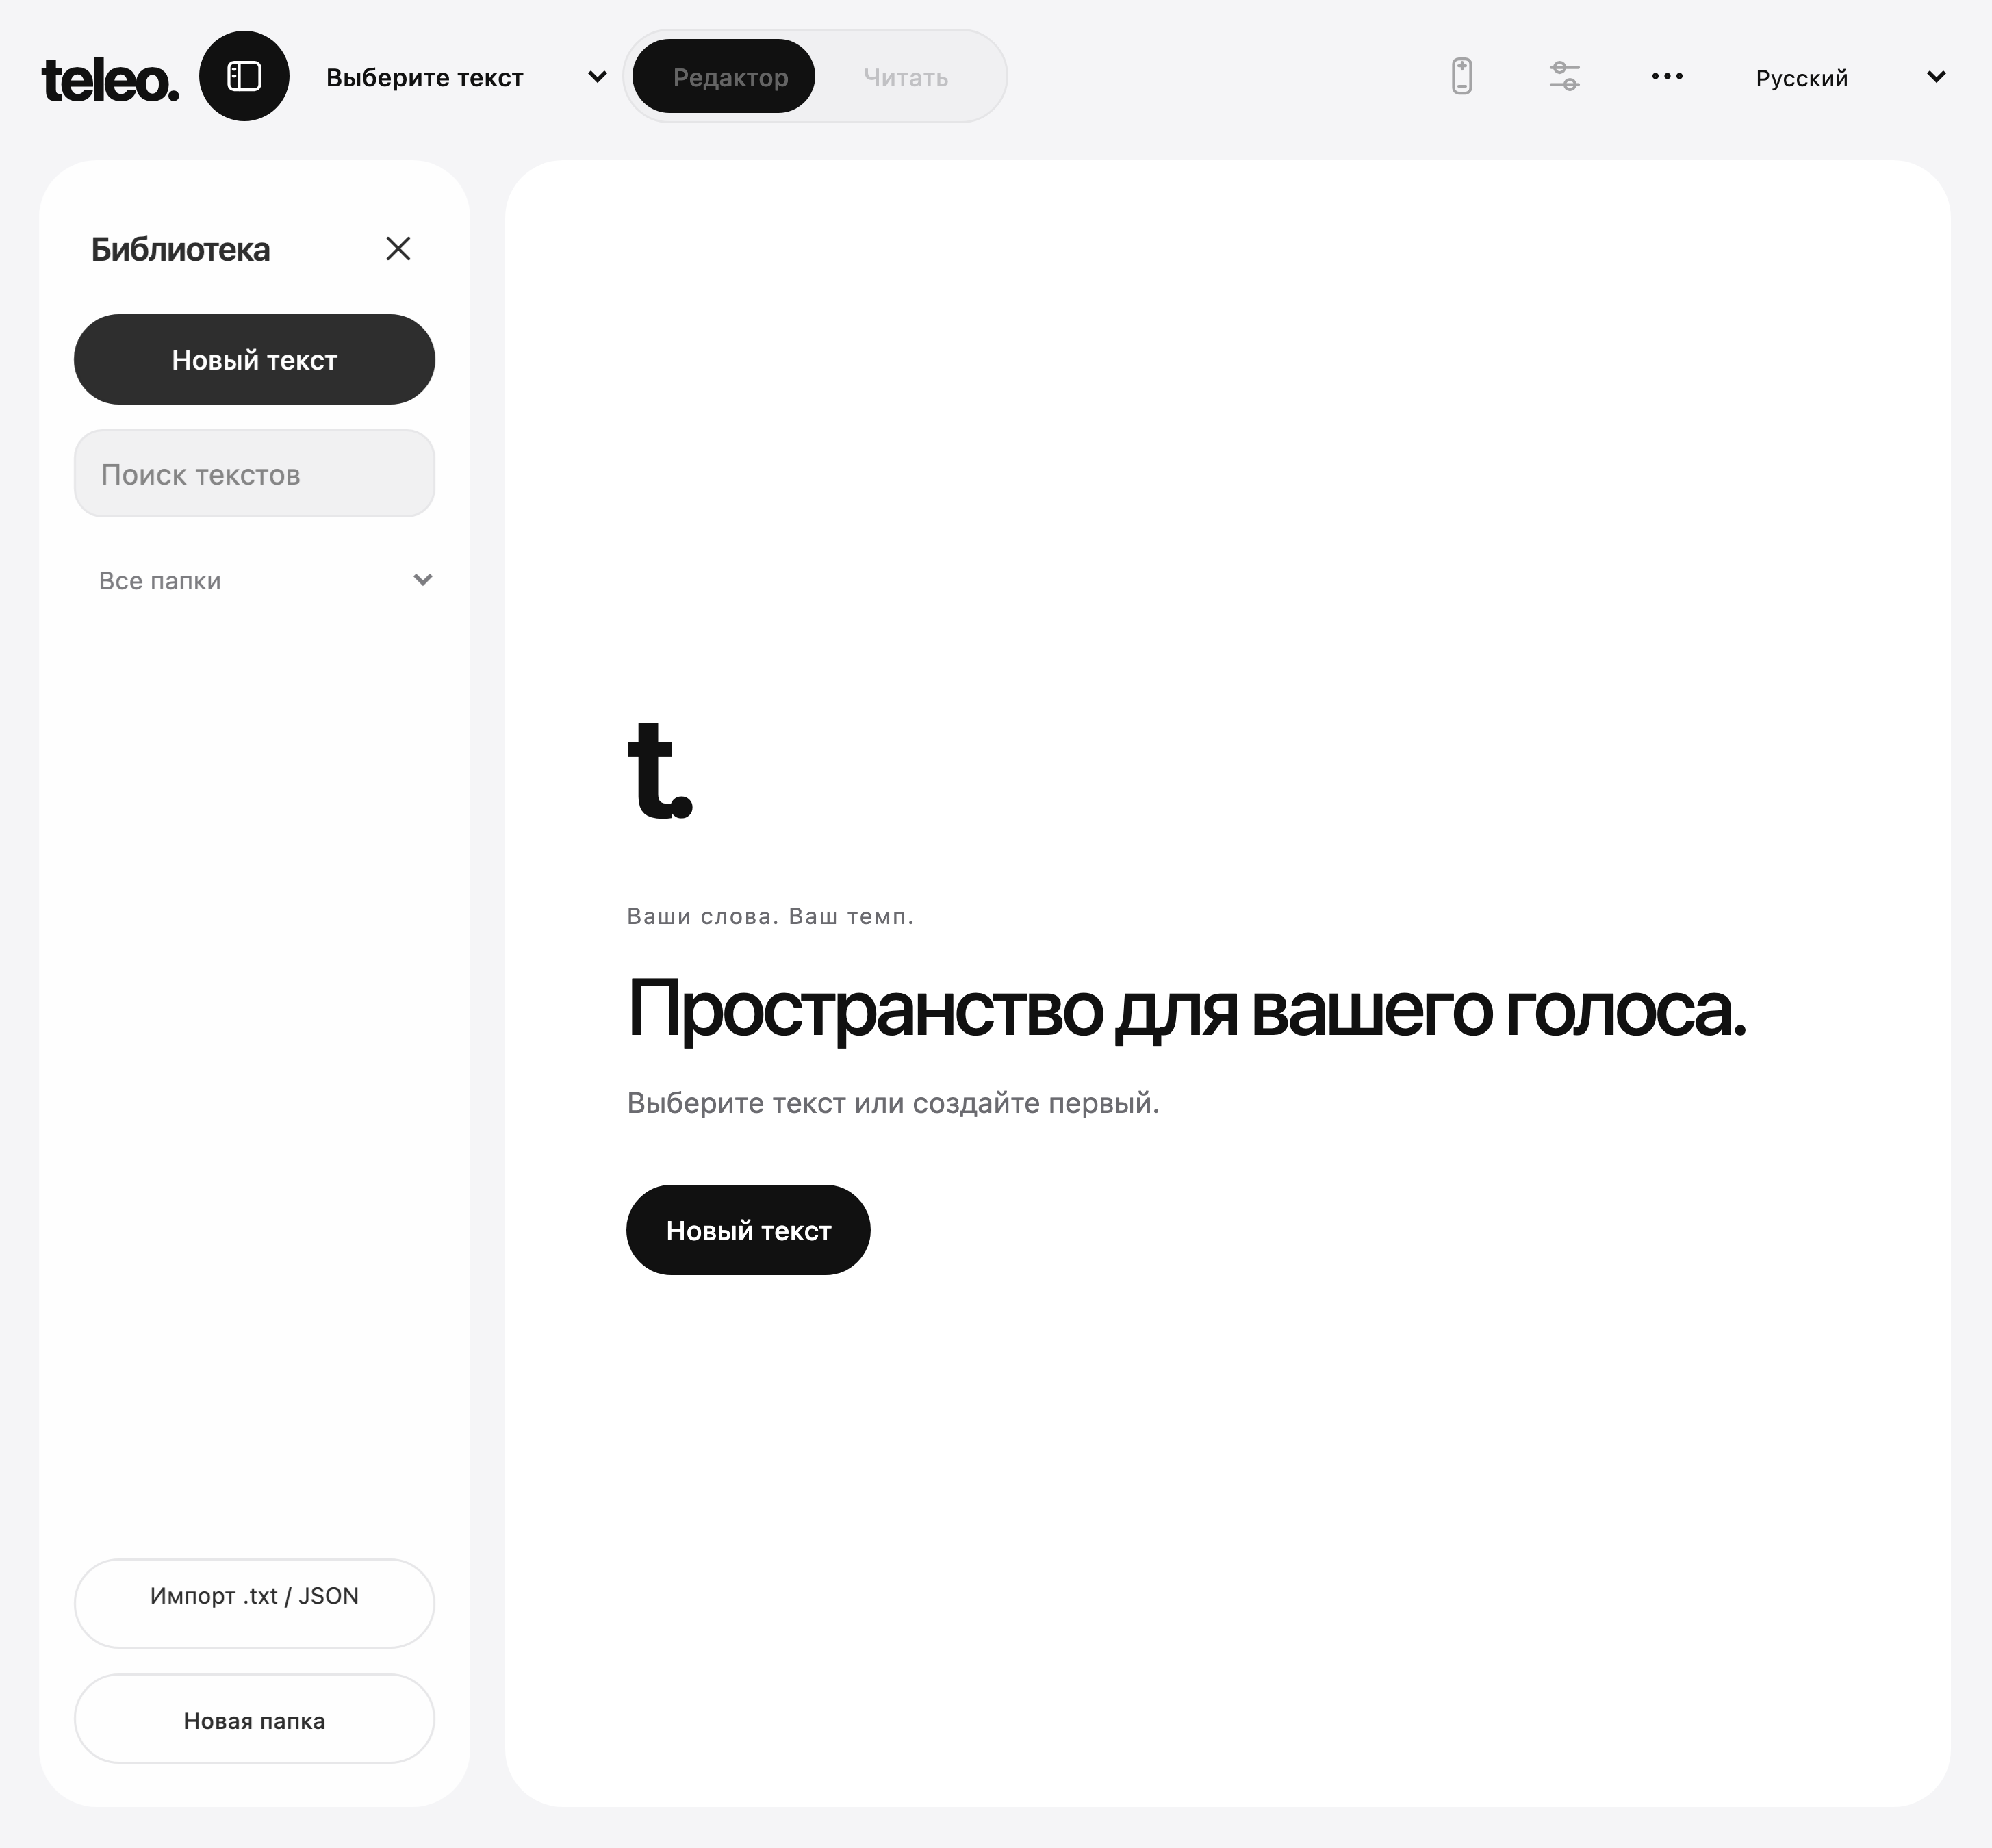 teleo.
Выберите текст
Редактор
Читать
Русский
Библиотека
Новый текст
Поиск текстов
Все папки
t.
Ваши слова. Ваш темп.
Пространство для вашего голоса.
Выберите текст или создайте первый.
Новый текст
Импорт .txt / JSON
Новая папка